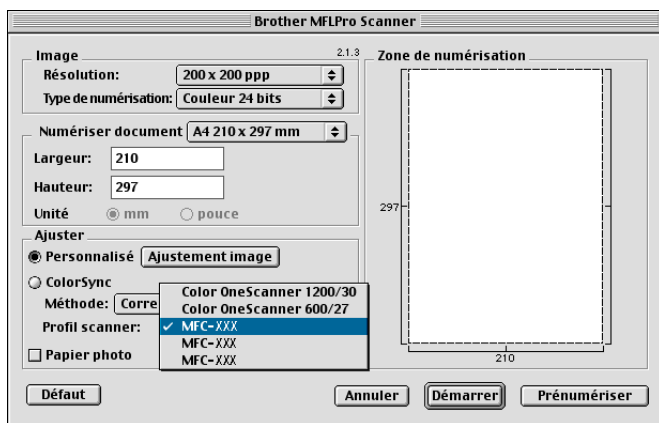 Brother MFLPro Scanner
2.1.3
Image
Résolution: 200 x 200 ppp
Type de numérisation: Couleur 24 bits
Numériser document A4 210 x 297 mm
Largeur: 210
Hauteur: 297
Unité mm pouce
Ajuster
Personnalisé Ajustement image
ColorSync
Méthode: Corre
Profil scanner:
Color OneScanner 1200/30
Color OneScanner 600/27
✓ MFC-XXX
MFC-XXX
MFC-XXX
Papier photo
Zone de numérisation
297
210
Défaut
Annuler Démarrer Prénumériser